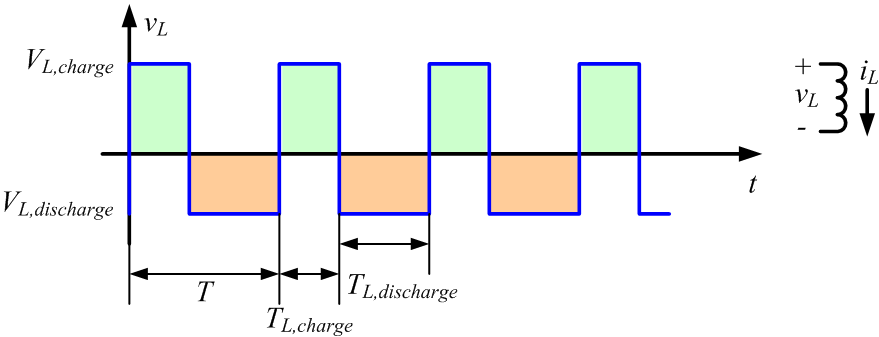 v_L
V_L,charge
+
v_L
-
i_L
t
V_L,discharge
T
T_L,charge
T_L,discharge